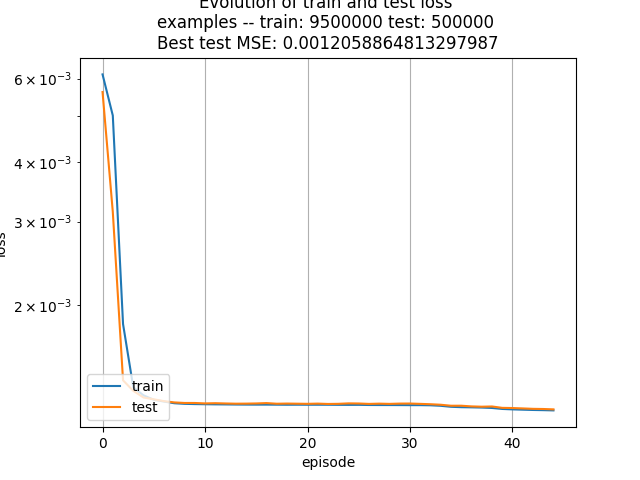 Evolution of train and test loss
examples -- train: 9500000 test: 500000
Best test MSE: 0.0012058864813297987
6 × 10⁻³
4 × 10⁻³
3 × 10⁻³
2 × 10⁻³
loss
train
test
0 10 20 30 40
episode